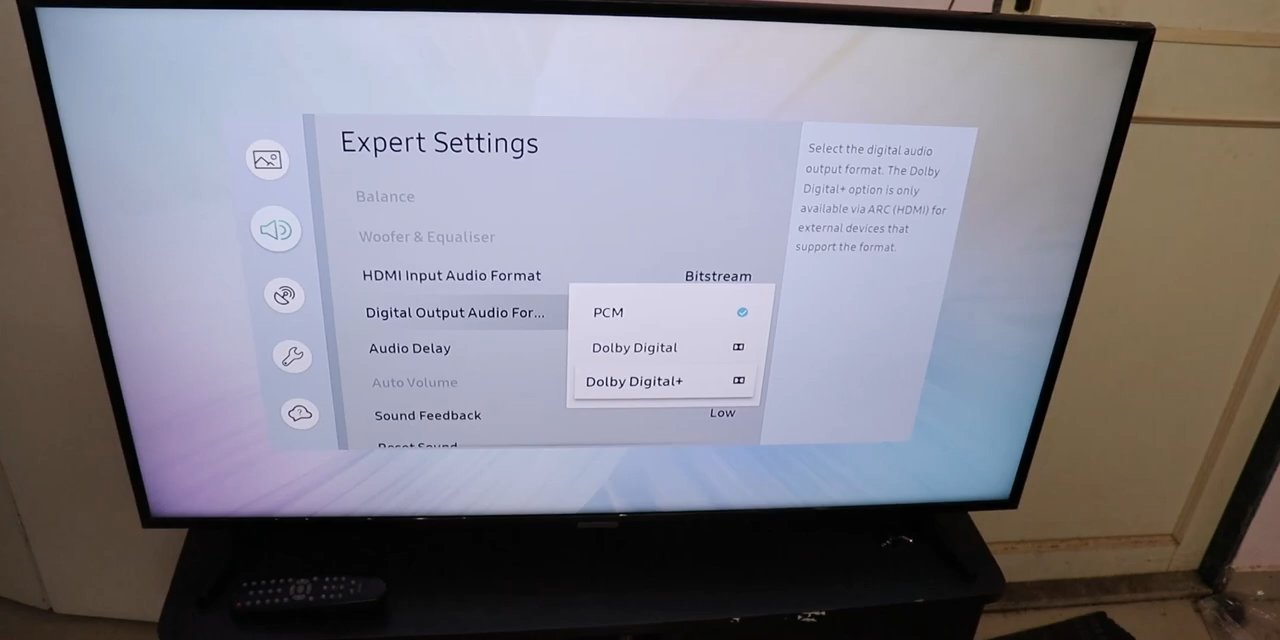 Expert Settings
Balance
Woofer & Equaliser
HDMI Input Audio Format Bitstream
Digital Output Audio For...
Audio Delay
Auto Volume
Sound Feedback Low
Reset Sound
PCM
Dolby Digital
Dolby Digital+
Select the digital audio
output format. The Dolby
Digital+ option is only
available via ARC (HDMI) for
external devices that
support the format.